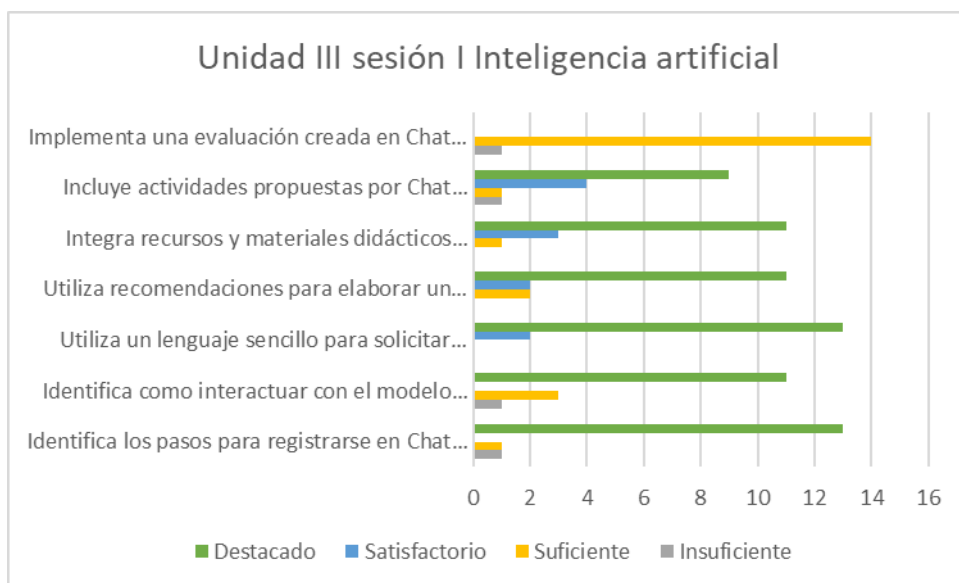 Unidad III sesión I Inteligencia artificial
Implementa una evaluación creada en Chat...
Incluye actividades propuestas por Chat...
Integra recursos y materiales didácticos...
Utiliza recomendaciones para elaborar un...
Utiliza un lenguaje sencillo para solicitar...
Identifica como interactuar con el modelo...
Identifica los pasos para registrarse en Chat...
0 2 4 6 8 10 12 14 16
Destacado Satisfactorio Suficiente Insuficiente